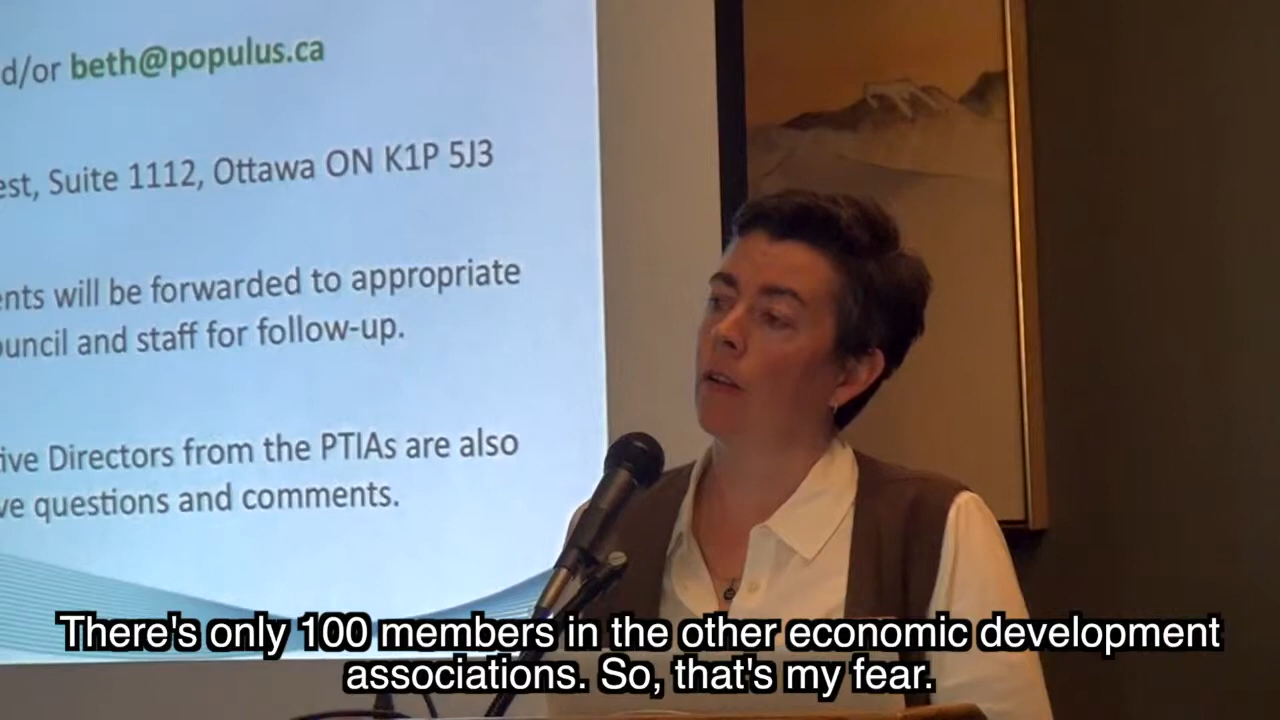 d/or beth@populus.ca
est, Suite 1112, Ottawa ON K1P 5J3
ents will be forwarded to appropriate
ouncil and staff for follow-up.
ive Directors from the PTIAs are also
ve questions and comments.
There's only 100 members in the other economic development
associations. So, that's my fear.